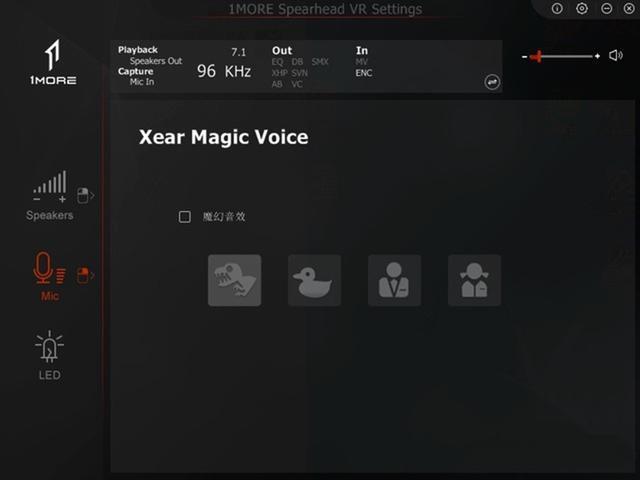 1MORE Spearhead VR Settings
1MORE
Playback
Speakers Out
Capture
Mic In
7.1
96 KHz
Out
EQ DB SMX
XHP SVN
AB VC
In
MV
ENC
Xear Magic Voice
魔幻音效
Speakers
Mic
LED